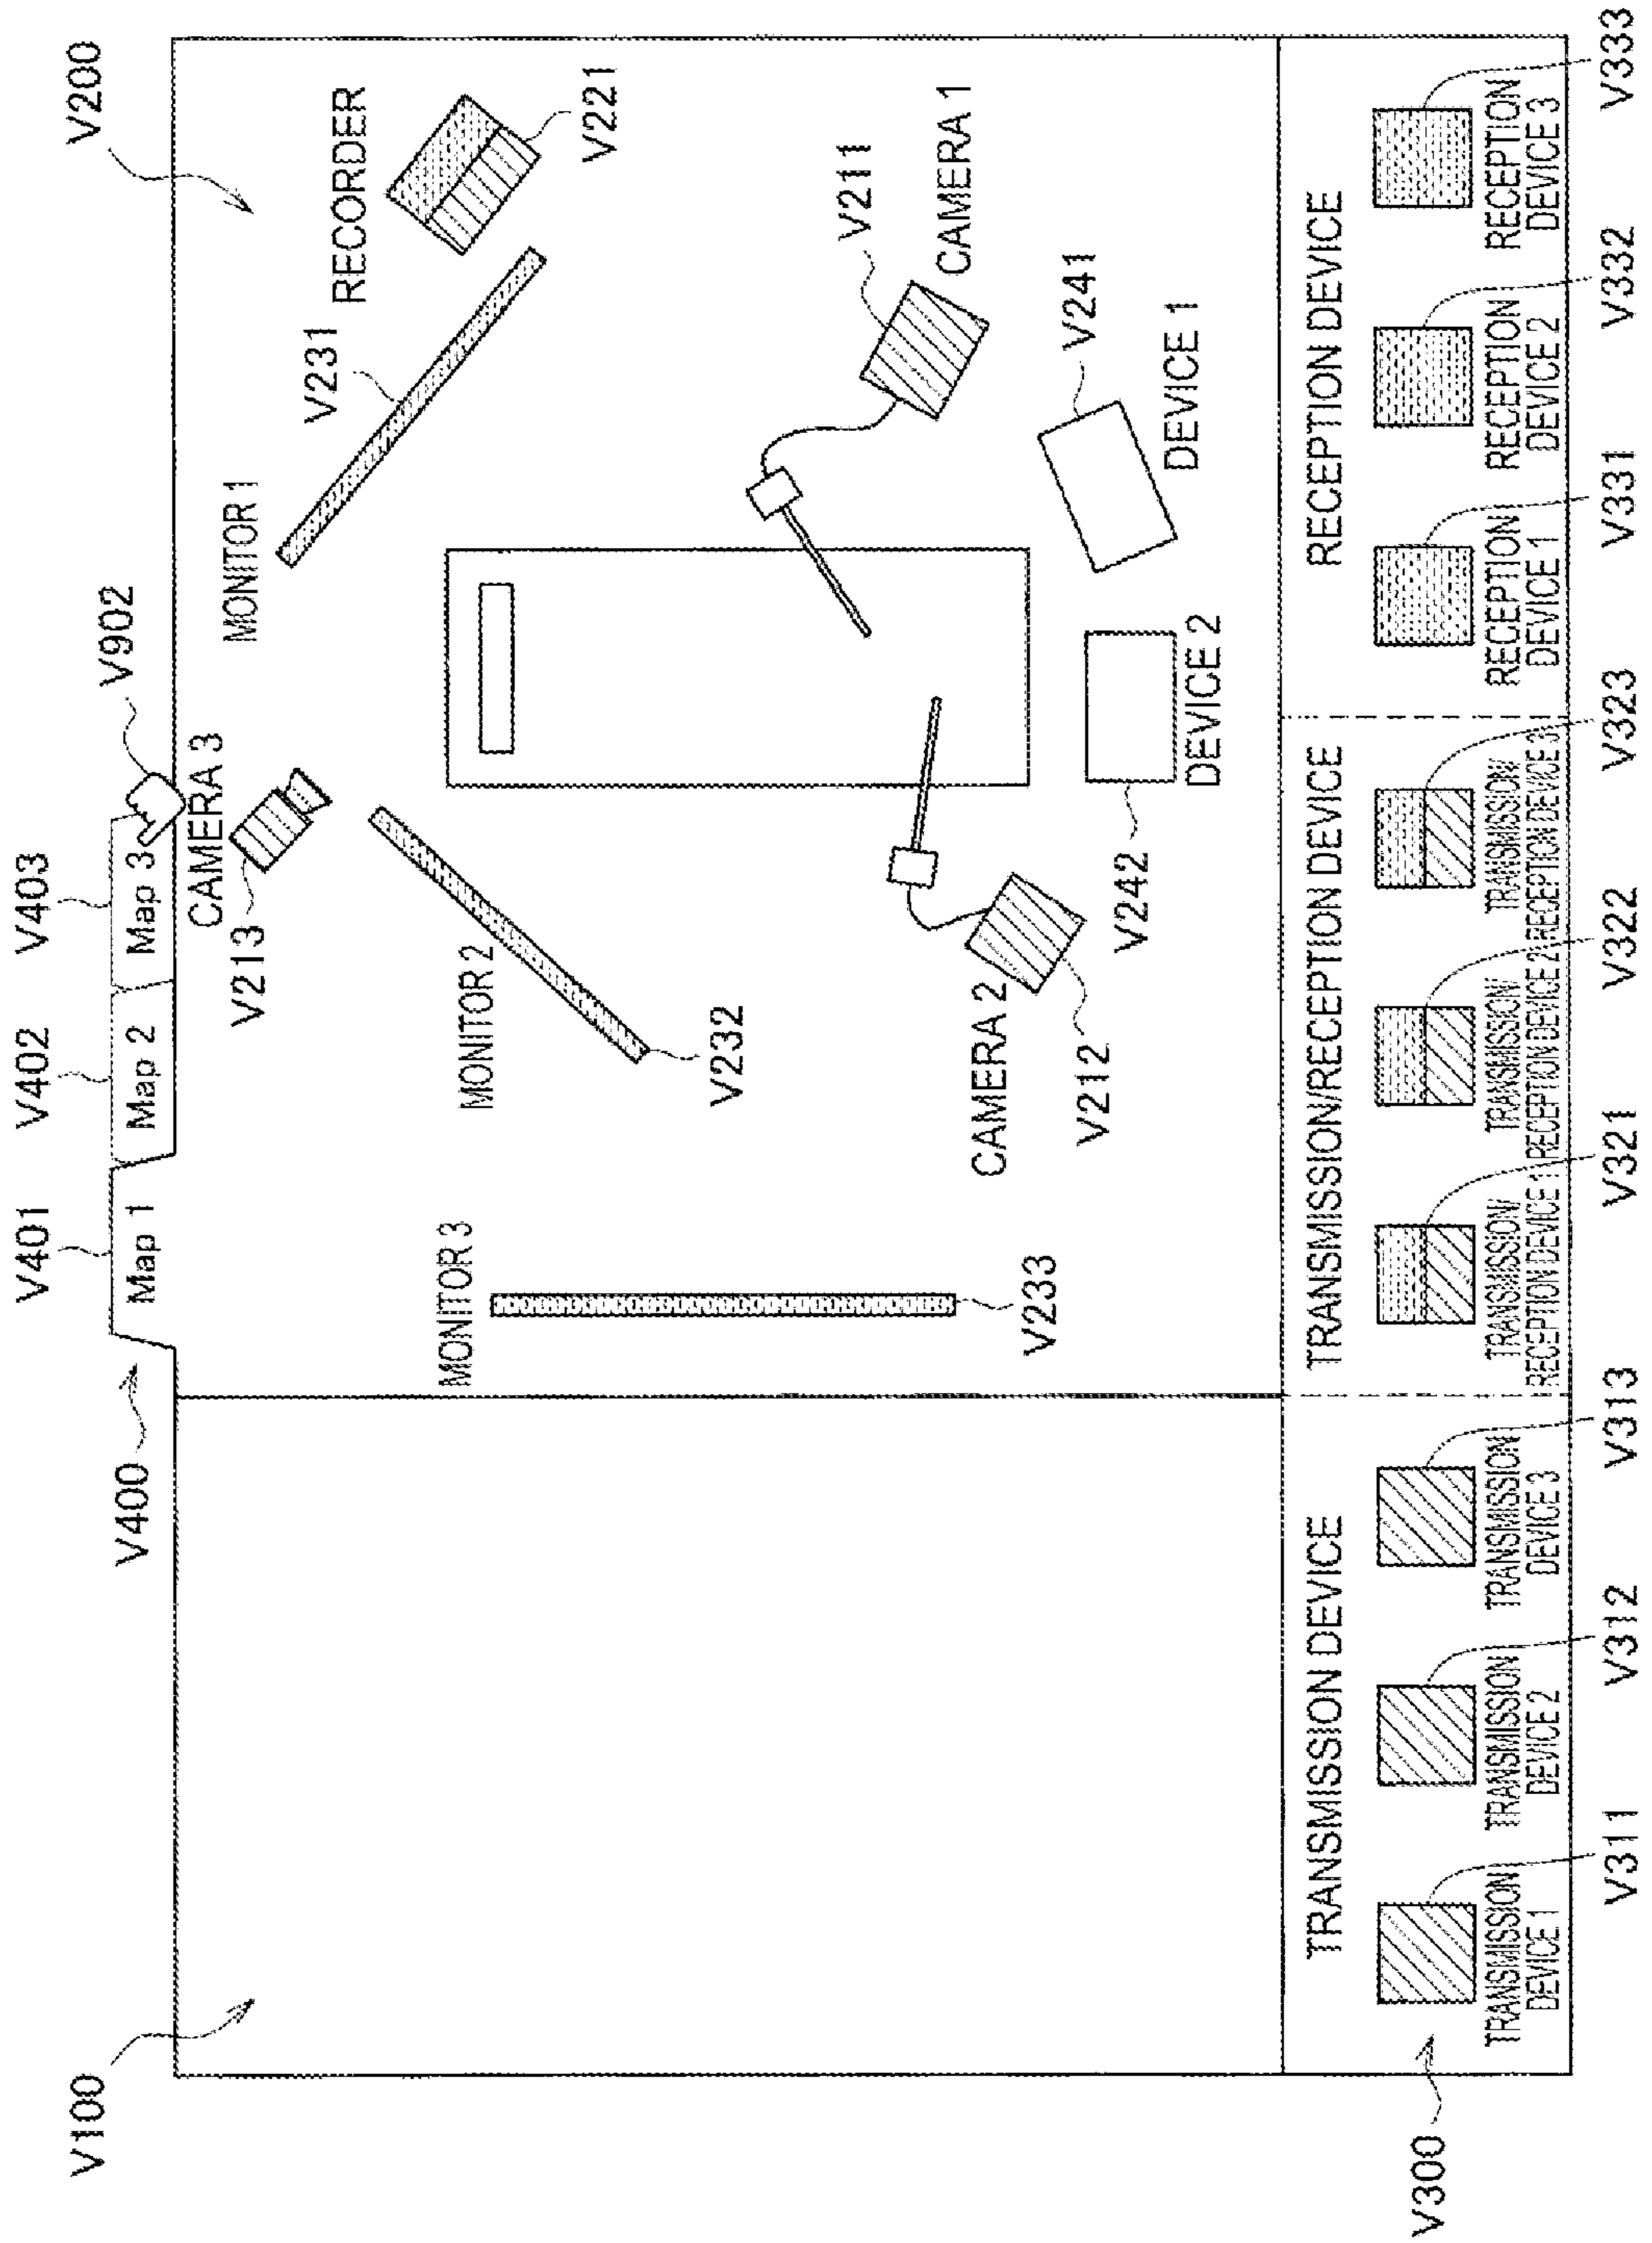 V401
V402
V403
V902
V400
Map 1
Map 2
Map 3
V100
V200
CAMERA 3
V213
MONITOR 1
V231
RECORDER
V221
MONITOR 2
V232
MONITOR 3
V233
V211
CAMERA 1
CAMERA 2
V212
V242
DEVICE 2
V241
DEVICE 1
TRANSMISSION DEVICE
TRANSMISSION/RECEPTION DEVICE
RECEPTION DEVICE
TRANSMISSION
DEVICE 1
TRANSMISSION
DEVICE 2
TRANSMISSION
DEVICE 3
TRANSMISSION/
RECEPTION DEVICE 1
TRANSMISSION/
RECEPTION DEVICE 2
TRANSMISSION/
RECEPTION DEVICE 3
RECEPTION
DEVICE 1
RECEPTION
DEVICE 2
RECEPTION
DEVICE 3
V300
V311
V312
V313
V321
V322
V323
V331
V332
V333